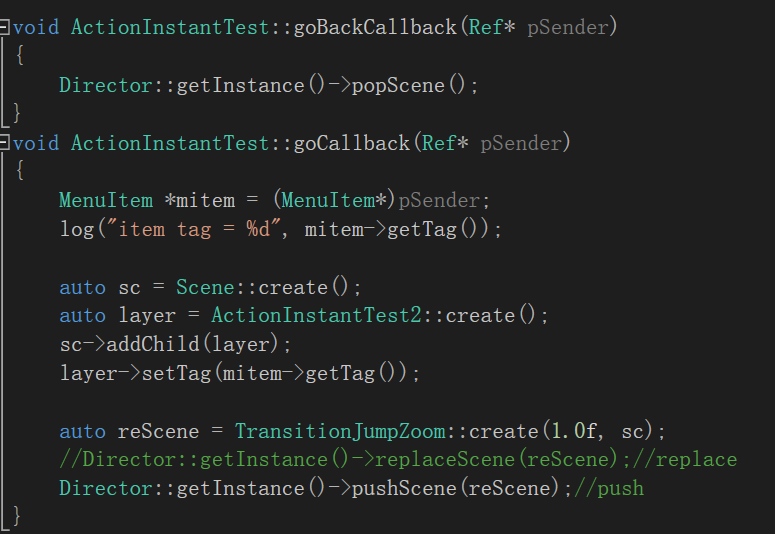 void ActionInstantTest::goBackCallback(Ref* pSender)
{
    Director::getInstance()->popScene();
}
void ActionInstantTest::goCallback(Ref* pSender)
{
    MenuItem *mitem = (MenuItem*)pSender;
    log("item tag = %d", mitem->getTag());
    auto sc = Scene::create();
    auto layer = ActionInstantTest2::create();
    sc->addChild(layer);
    layer->setTag(mitem->getTag());
    auto reScene = TransitionJumpZoom::create(1.0f, sc);
    //Director::getInstance()->replaceScene(reScene);//replace
    Director::getInstance()->pushScene(reScene);//push
}